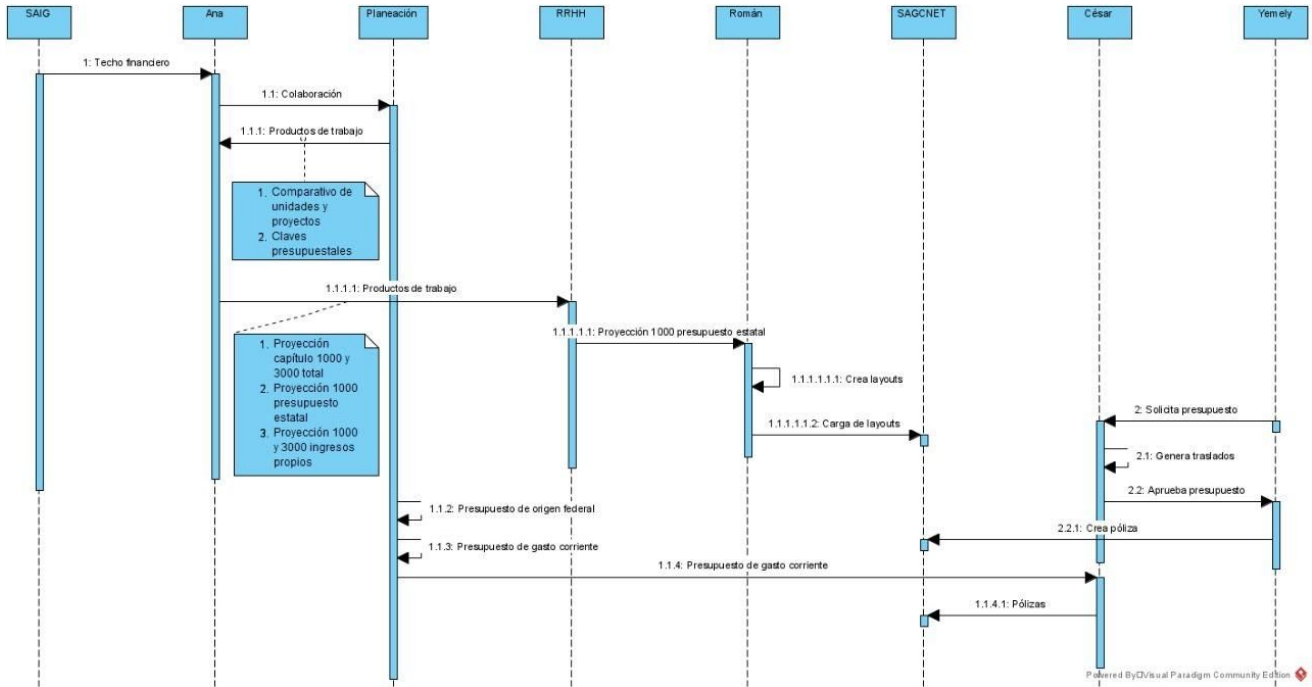 SAIG
Ana
Planeación
RRHH
Román
SAGCNET
César
Yemely
1: Techo financiero
1.1: Colaboración
1.1.1: Productos de trabajo
1. Comparativo de
unidades y
proyectos
2. Claves
presupuestales
1.1.1.1: Productos de trabajo
1.1.1.1.1: Proyección 1000 presupuesto estatal
1. Proyección
capítulo 1000 y
3000 total
2. Proyección 1000
presupuesto
estatal
3. Proyección 1000
y 3000 ingresos
propios
1.1.1.1.1.1: Crea layouts
2: Solicita presupuesto
1.1.1.1.1.2: Carga de layouts
2.1: Genera traslados
2.2: Aprueba presupuesto
1.1.2: Presupuesto de origen federal
2.2.1: Crea póliza
1.1.3: Presupuesto de gasto corriente
1.1.4: Presupuesto de gasto corriente
1.1.4.1: Pólizas
Powered By Visual Paradigm Community Edition